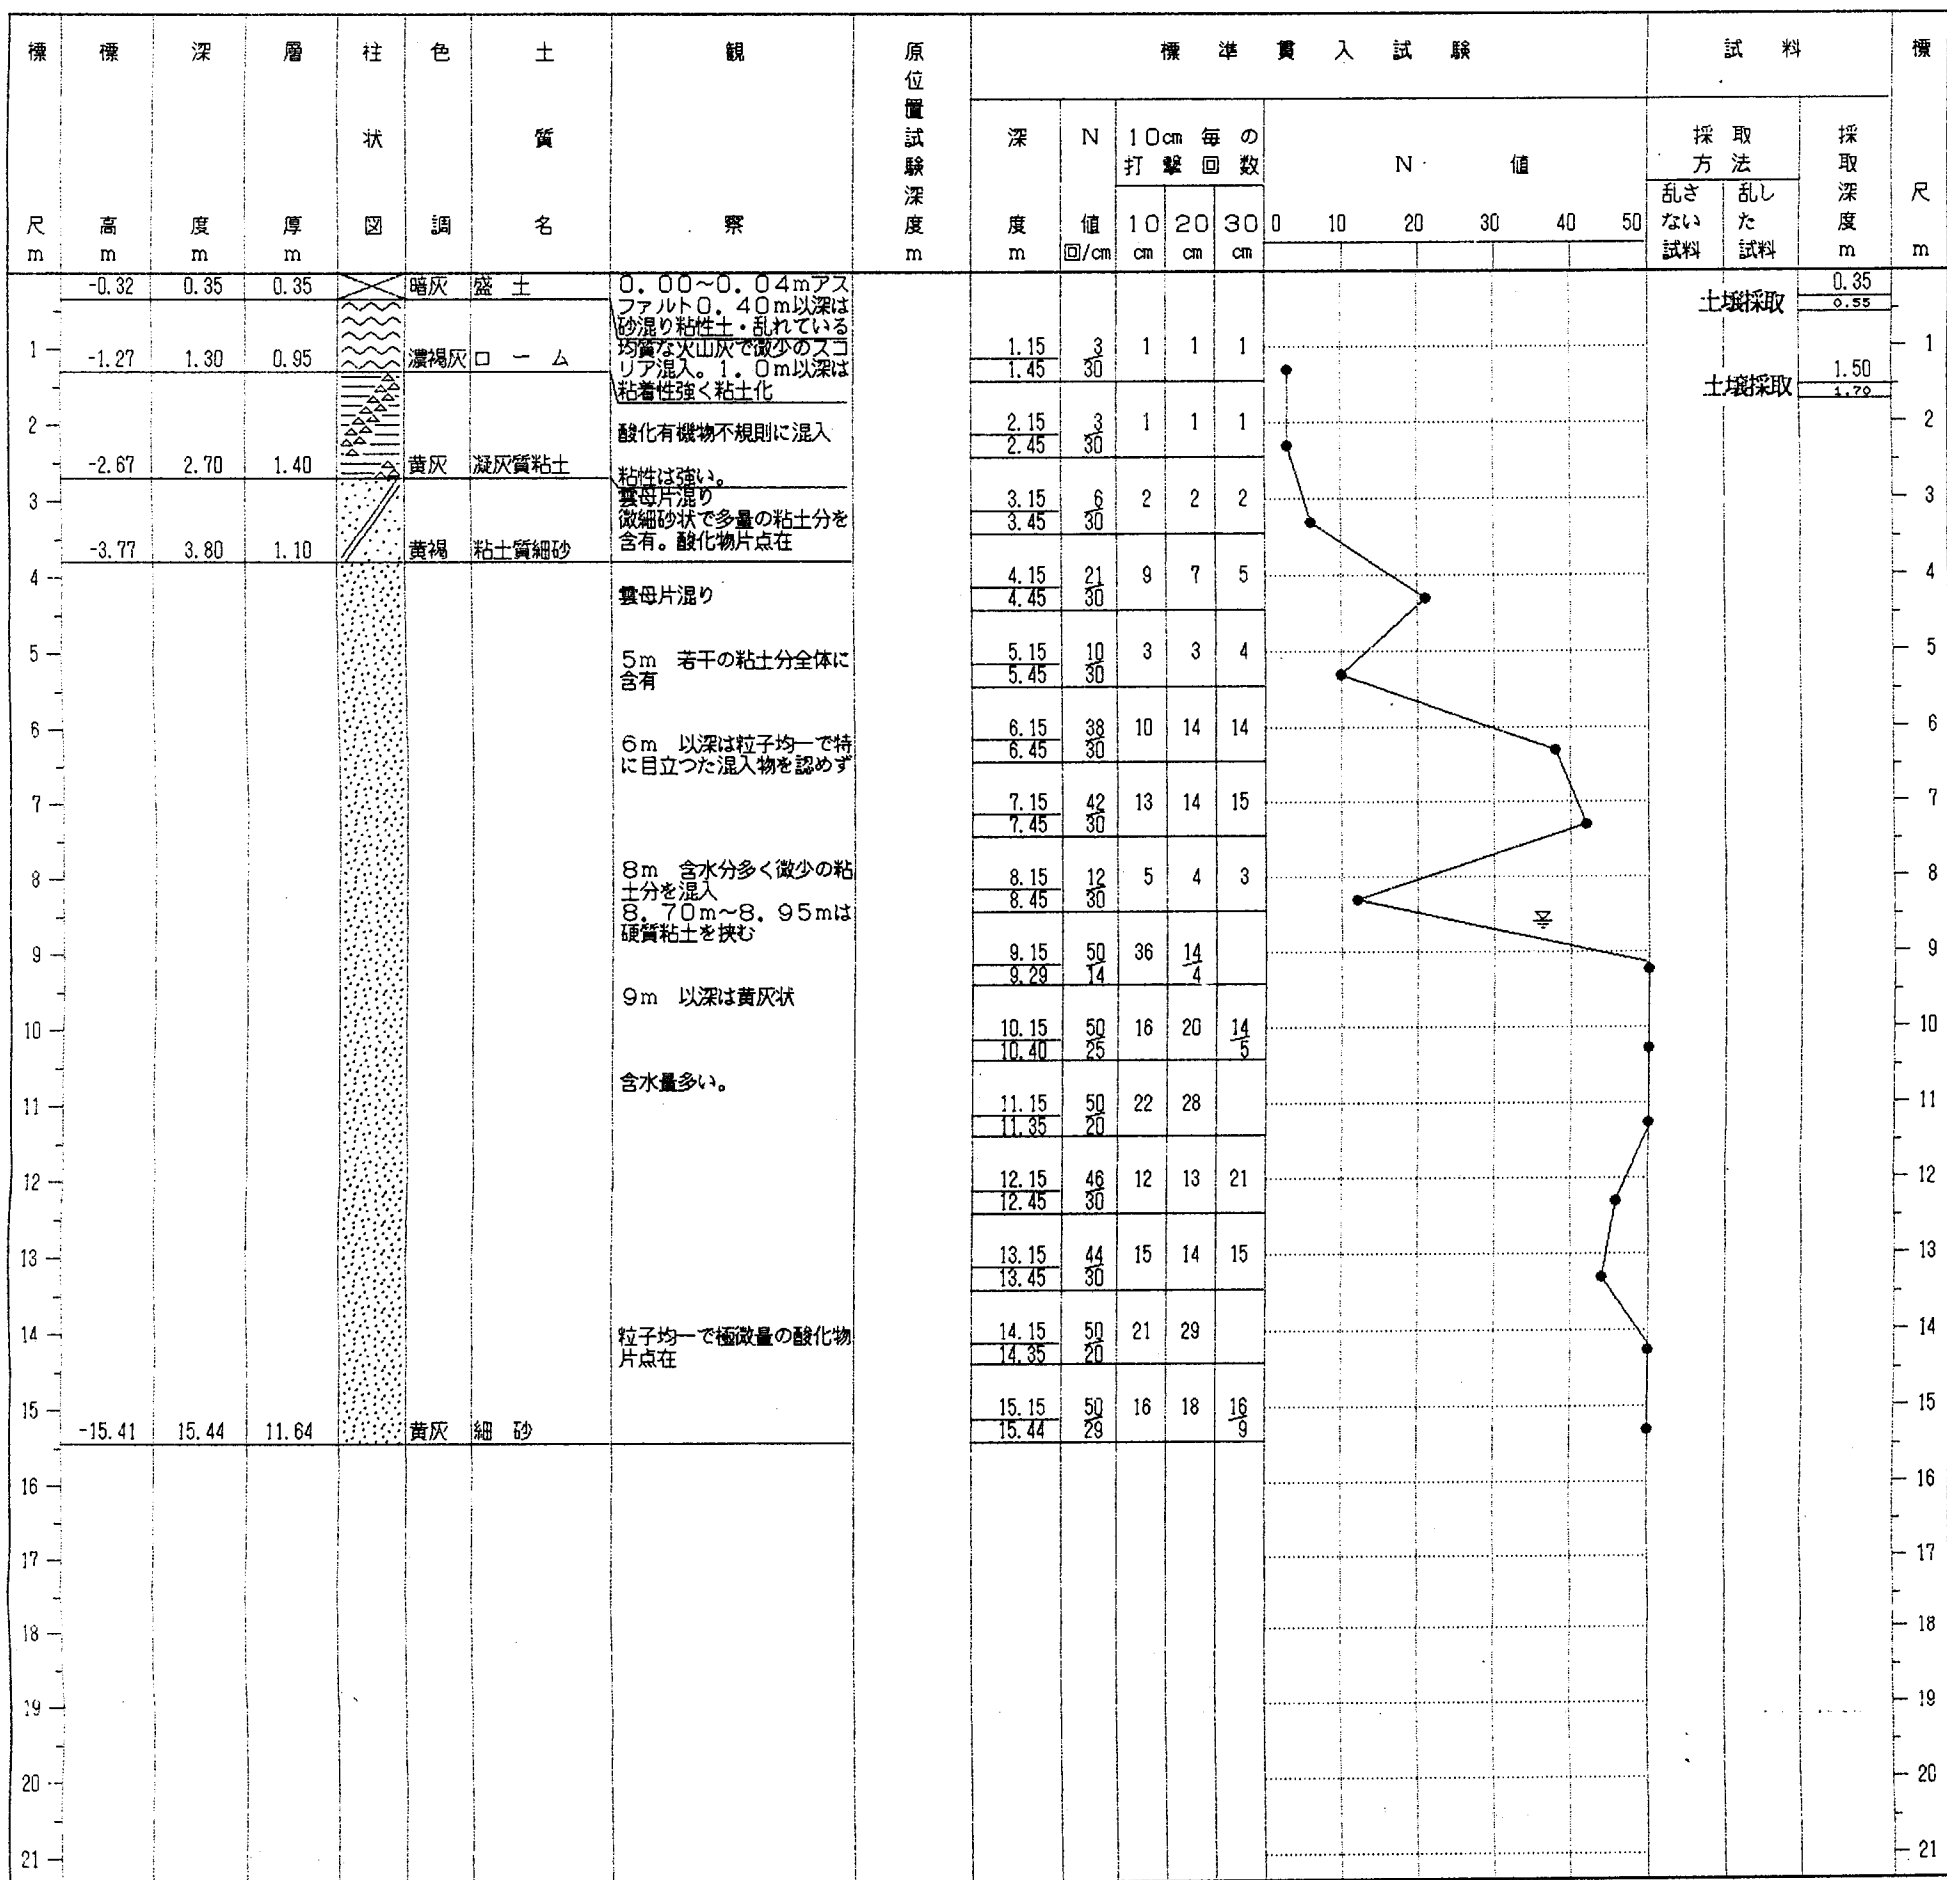 標 標 深 層 柱 色 土 観 原位置試験深度 標準貫入試験 試料 標
状 質 深 N 10cm毎の 採取 採
打撃回数 N 値 方法 取
乱さ 乱し 深
尺 高 度 厚 図 調 名 察 m 度 値 10 20 30 0 10 20 30 40 50 ない た 度 尺
m m m m m 回/cm cm cm cm 試料 試料 m m
-0.32 0.35 0.35 暗灰 盛土 0.00~0.04mアス
ファルト0.40m以深は
砂混り粘性土・乱れている
0.35
土壌採取 0.55
均質な火山灰で微少のスコ
-1.27 1.30 0.95 濃褐灰 ローム リア混入。1.0m以深は
粘着性強く粘土化
1 1.15 3 1 1 1 1
1.45 30
1.50
土壌採取 1.70
酸化有機物不規則に混入
2 2.15 3 1 1 1 2
2.45 30
-2.67 2.70 1.40 黄灰 凝灰質粘土 粘性は強い。
雲母片混り
3 3.15 6 2 2 2 3
3.45 30
微細砂状で多量の粘土分を
-3.77 3.80 1.10 黄褐 粘土質細砂 含有。酸化物片点在
4 4.15 21 9 7 5 4
4.45 30
雲母片混り
5 5.15 10 3 3 4 5
5.45 30
5m 若干の粘土分全体に
含有
6 6.15 38 10 14 14 6
6.45 30
6m 以深は粒子均一で特
に目立つた混入物を認めず
7 7.15 42 13 14 15 7
7.45 30
8m 含水分多く微少の粘
土分を混入
8 8.15 12 5 4 3 8
8.45 30
8.70m~8.95mは
硬質粘土を挟む
9 9.15 50 36 14 9
9.29 14 4
9m 以深は黄灰状
10 10.15 50 16 20 14 10
10.40 25 5
含水量多い。
11 11.15 50 22 28 11
11.35 20
12 12.15 46 12 13 21 12
12.45 30
13 13.15 44 15 14 15 13
13.45 30
粒子均一で極微量の酸化物
片点在
14 14.15 50 21 29 14
14.35 20
15 15.15 50 16 18 16 15
-15.41 15.44 11.64 黄灰 細砂 15.44 29 9
16 16
17 17
18 18
19 19
20 20
21 21